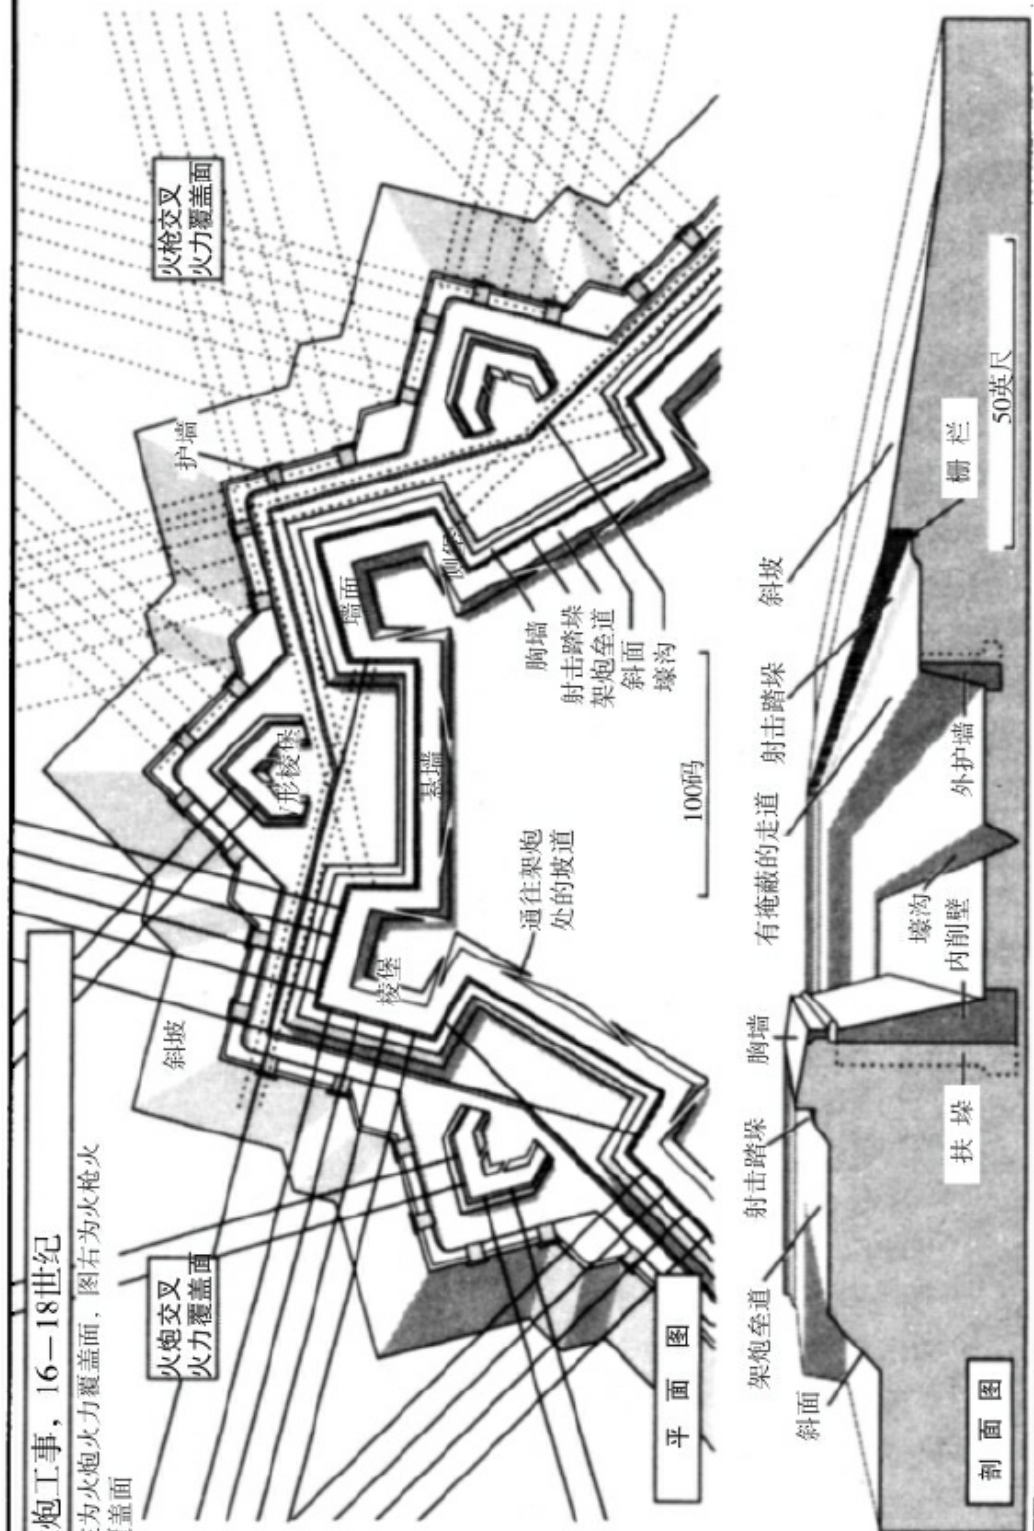 炮工事，16—18世纪
为火炮火力覆盖面，图右为火枪火
盖面
火炮交叉
火力覆盖面
火枪交叉
火力覆盖面
斜坡
V形棱堡
护墙
棱堡
悬墙
墙面
通往架炮
处的坡道
胸墙
射击踏垛
架炮垒道
斜面
壕沟
100码
平 面 图
斜面
架炮垒道
射击踏垛
胸墙
有掩蔽的走道
射击踏垛
斜坡
扶 垛
内削壁
壕沟
外护墙
栅 栏
50英尺
剖 面 图